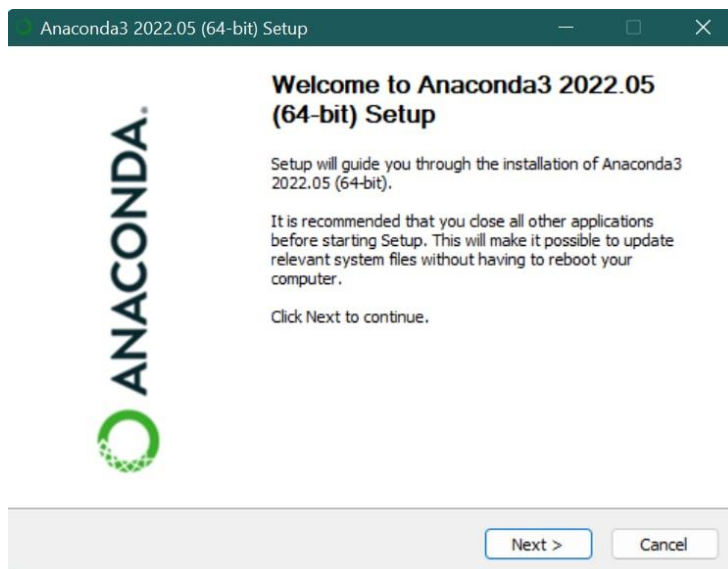 Anaconda3 2022.05 (64-bit) Setup
ANACONDA.
Welcome to Anaconda3 2022.05
(64-bit) Setup
Setup will guide you through the installation of Anaconda3
2022.05 (64-bit).
It is recommended that you close all other applications
before starting Setup. This will make it possible to update
relevant system files without having to reboot your
computer.
Click Next to continue.
Next >
Cancel